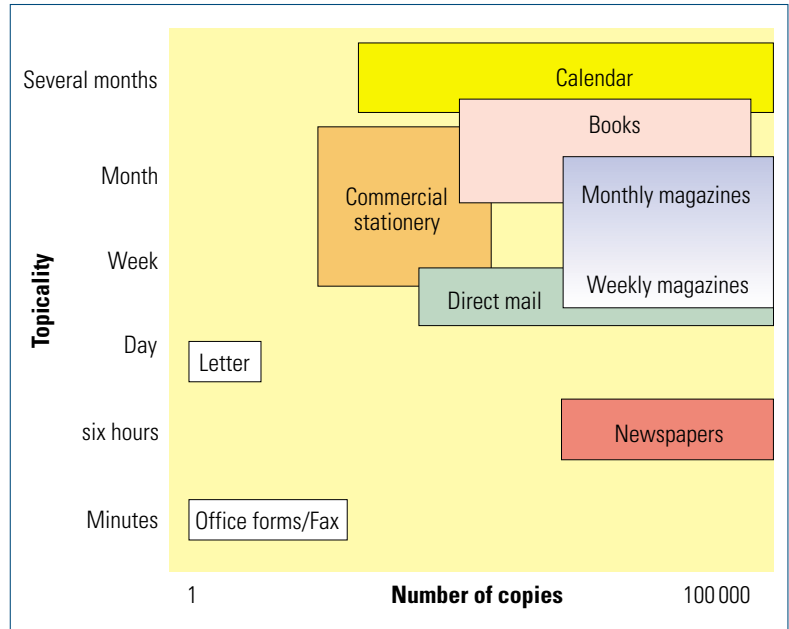 Several months
Calendar
Books
Month
Monthly magazines
Commercial
stationery
Week
Weekly magazines
Direct mail
Topicality
Day
Letter
six hours
Newspapers
Minutes
Office forms/Fax
1
Number of copies
100 000